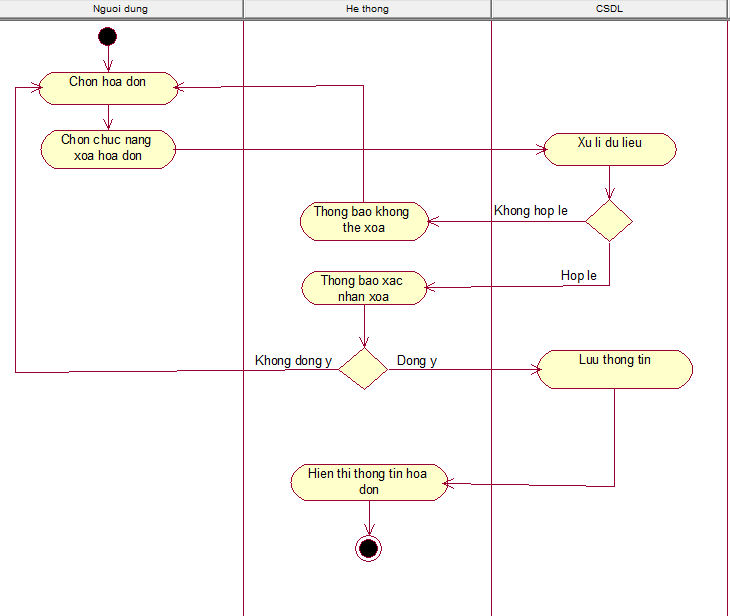 Nguoi dung
He thong
CSDL
Chon hoa don
Chon chuc nang
xoa hoa don
Xu li du lieu
Thong bao khong
the xoa
Khong hop le
Thong bao xac
nhan xoa
Hop le
Khong dong y
Dong y
Luu thong tin
Hien thi thong tin hoa
don